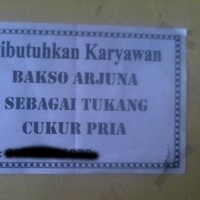 ibutuhkan Karyawan
BAKSO ARJUNA
SEBAGAI TUKANG
CUKUR PRIA